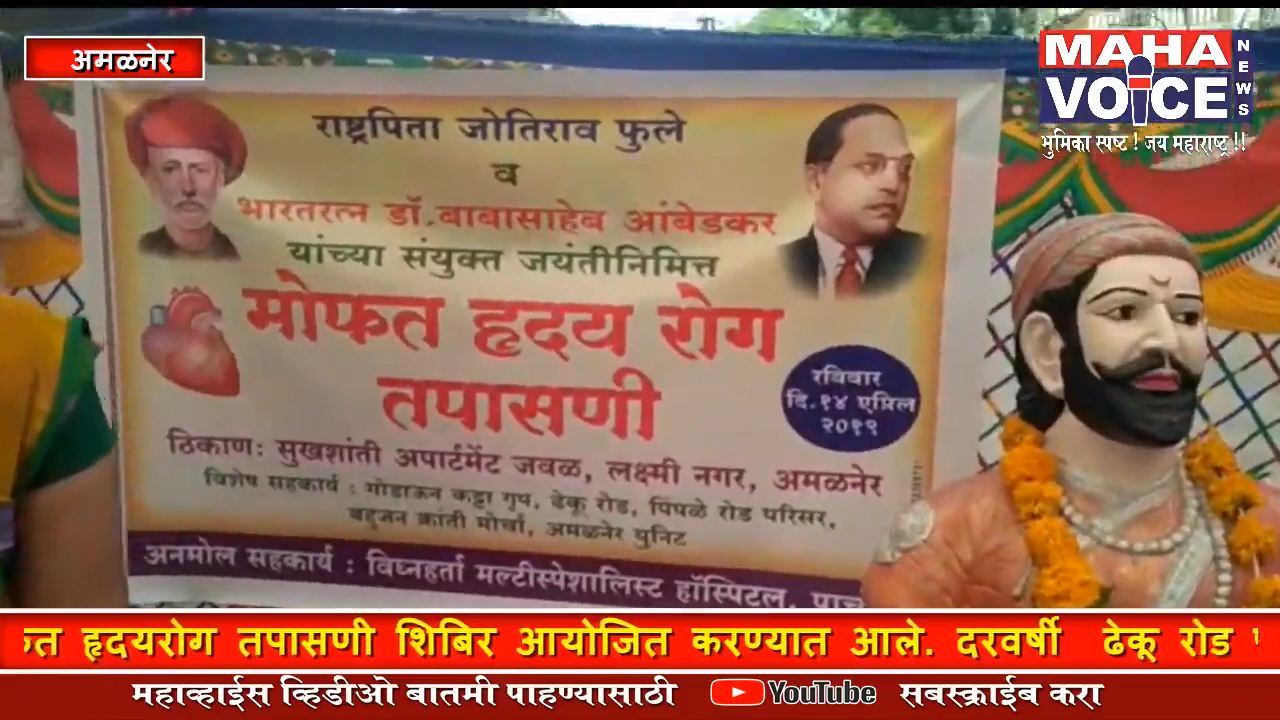 अमळनेर
MAHA
VOICE
NEWS
भुमिका स्पष्ट ! जय महाराष्ट्र !!
राष्ट्रपिता जोतिराव फुले
व
भारतरत्न डॉ.बाबासाहेब आंबेडकर
यांच्या संयुक्त जयंतीनिमित्त
मोफत हृदय रोग
तपासणी
रविवार
दि.१४ एप्रिल
२०१९
ठिकाण: सुखशांती अपार्टमेंट जवळ, लक्ष्मी नगर, अमळनेर
विशेष सहकार्य : गोडाऊन कट्टा गृप, ढेकू रोड, पिंपळे रोड परिसर,
बहुजन क्रांती मोर्चा, अमळनेर युनिट
अनमोल सहकार्य : विघ्नहर्ता मल्टीस्पेशालिस्ट हॉस्पिटल,
हृदयरोग तपासणी शिबिर आयोजित करण्यात आले. दरवर्षी ढेकू रोड
महाव्हाईस व्हिडीओ बातमी पाहण्यासाठी YouTube सबस्क्राईब करा